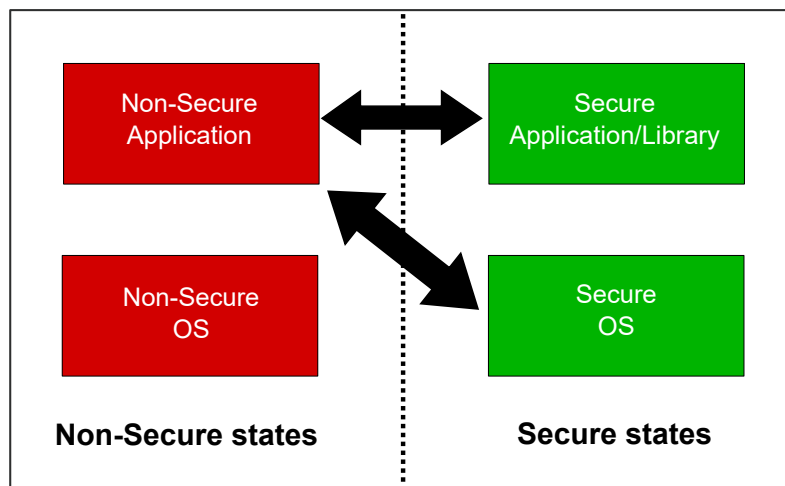 Non-Secure
Application
Secure
Application/Library
Non-Secure
OS
Secure
OS
Non-Secure states
Secure states